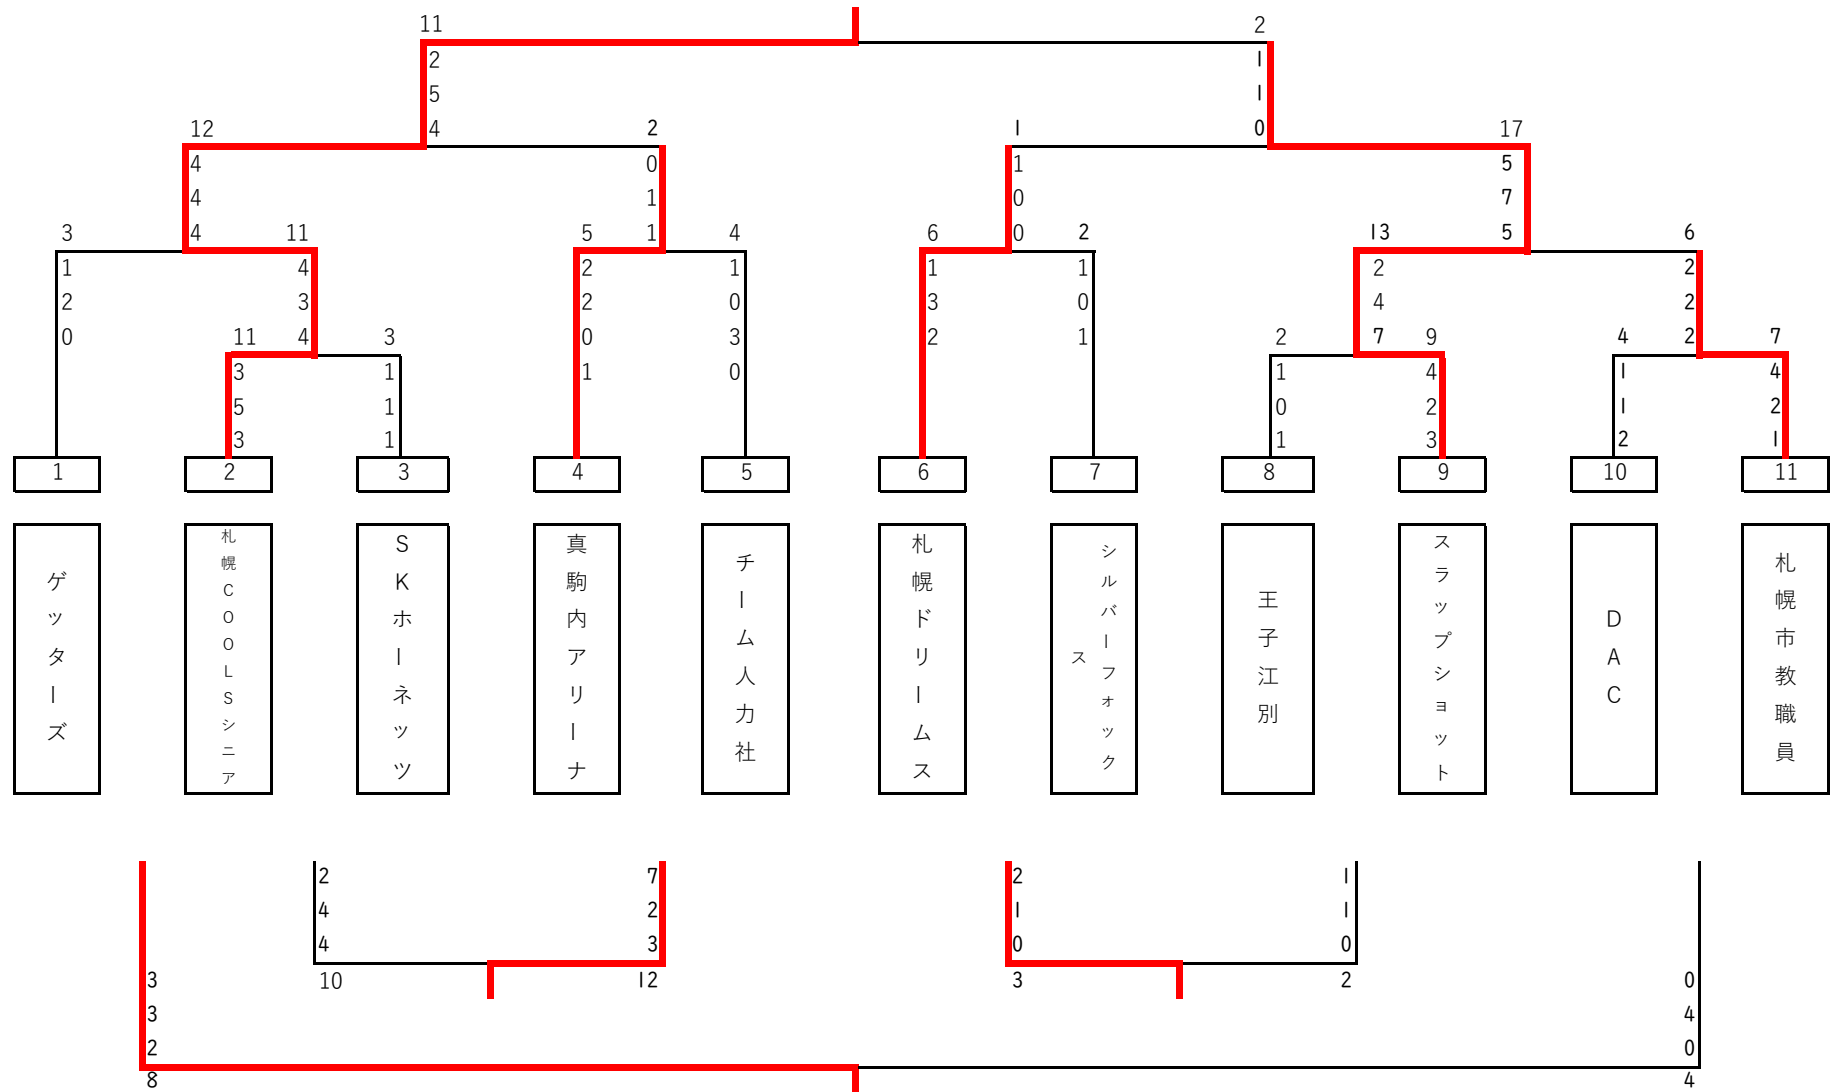 11 2
2 1
5 1
12 4 2 1 0 17
4 0 1 5
4 1 0 7
3 4 11 5 1 4 6 0 2 13 5 6
1 4 2 1 1 1 2 2
2 3 2 0 3 0 4 2
0 11 4 3 0 3 2 1 2 7 9 4 2 7
3 1 1 0 1 4 1 4
5 1 0 2 1 2
3 1 1 3 2 1
1 2 3 4 5 6 7 8 9 10 11
ゲッターズ
札幌COOLSシニア
SKホーネッツ
真駒内アリーナ
チーム人力社
札幌ドリームス
シルバーフォック
ス
王子江別
スラップショット
DAC
札幌市教職員
2 7 2 1
4 2 1 1
4 3 0 0
3 10 12 3 2 0
3 4
2 0
8 4